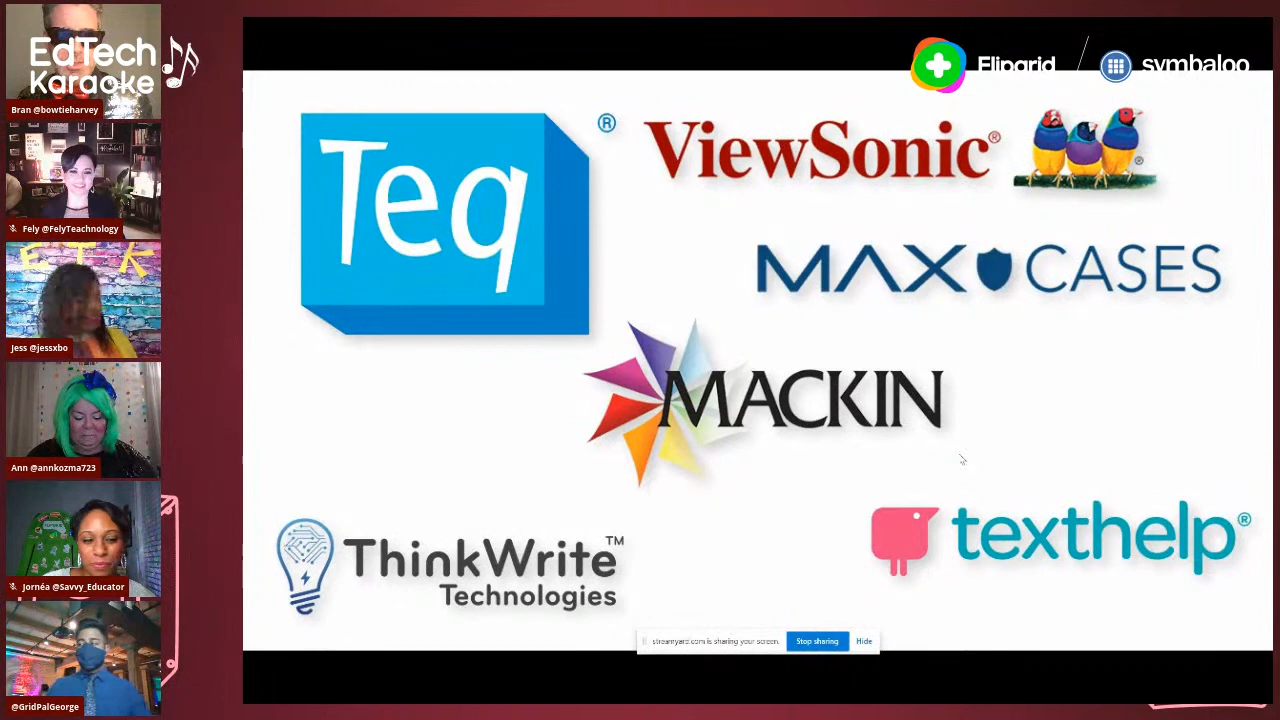 EdTech
Karaoke
Bran @bowtieharvey
Fely @FelyTeachnology
E T K
Jess @jessxbo
Ann @annkozma723
Jornéa @Savvy_Educator
@GridPalGeorge
Flipgrid / symbaloo
Teq®
ViewSonic®
®
MAX CASES
MACKIN
ThinkWrite™
Technologies
texthelp®
streamyard.com is sharing your screen. Stop sharing Hide